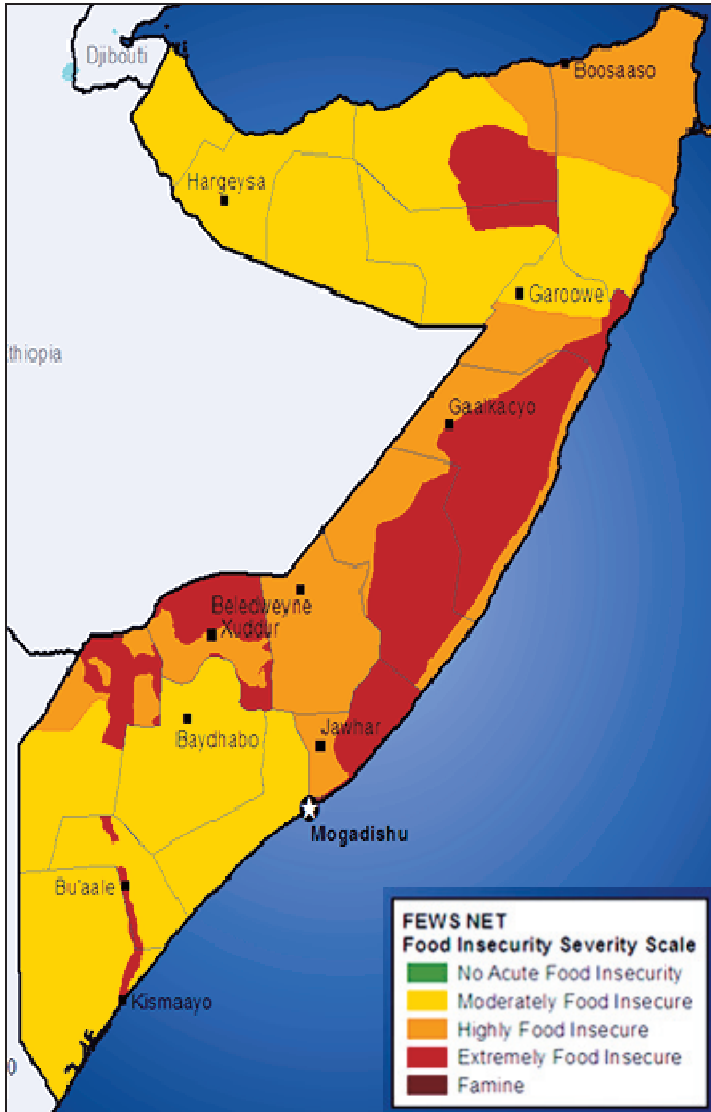 Djibouti
Boosaaso
Hargeysa
Garoowe
thiopia
Gaalkacyo
Beledweyne
Xuddur
Baydhabo
Jawhar
Mogadishu
Bu'aale
Kismaayo
0
FEWS NET
Food Insecurity Severity Scale
No Acute Food Insecurity
Moderately Food Insecure
Highly Food Insecure
Extremely Food Insecure
Famine